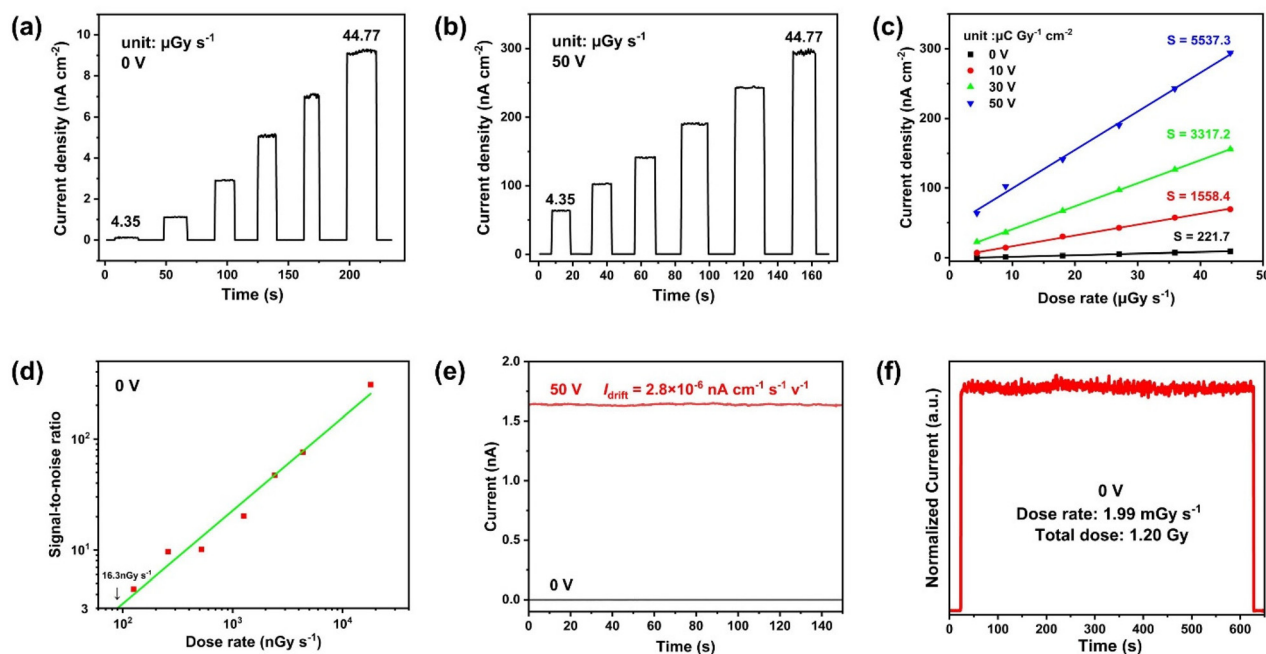 (a)
unit: µGy s⁻¹
0 V
44.77
4.35
Current density (nA cm⁻²)
10
8
6
4
2
0
0 50 100 150 200
Time (s)
(b)
unit: µGy s⁻¹
50 V
44.77
4.35
Current density (nA cm⁻²)
300
200
100
0
0 20 40 60 80 100 120 140 160
Time (s)
(c)
unit :µC Gy⁻¹ cm⁻²
0 V
10 V
30 V
50 V
S = 5537.3
S = 3317.2
S = 1558.4
S = 221.7
Current density (nA cm⁻²)
300
200
100
0
0 10 20 30 40 50
Dose rate (µGy s⁻¹)
(d)
0 V
16.3nGy s⁻¹
Signal-to-noise ratio
10²
10¹
3
10² 10³ 10⁴
Dose rate (nGy s⁻¹)
(e)
50 V I_drift = 2.8×10⁻⁶ nA cm⁻¹ s⁻¹ v⁻¹
0 V
Current (nA)
2.0
1.5
1.0
0.5
0.0
0 20 40 60 80 100 120 140
Time (s)
(f)
0 V
Dose rate: 1.99 mGy s⁻¹
Total dose: 1.20 Gy
Normalized Current (a.u.)
0 100 200 300 400 500 600
Time (s)